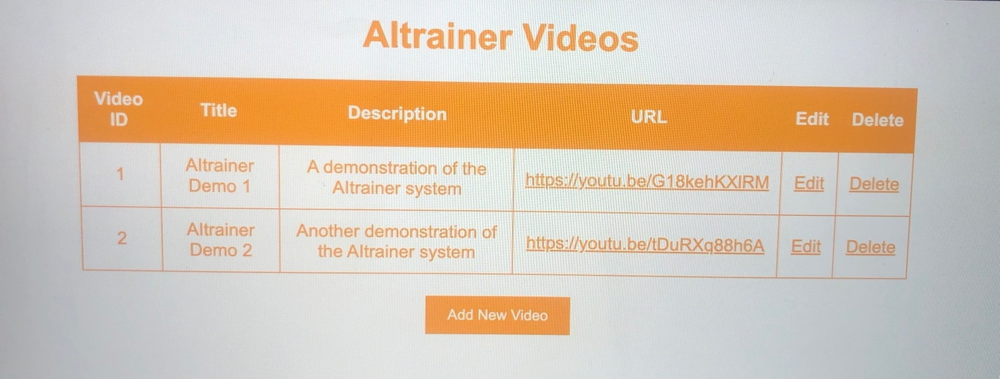 Altrainer Videos
Video
ID
Title
Description
URL
Edit
Delete
1
Altrainer
Demo 1
A demonstration of the
Altrainer system
https://youtu.be/G18kehKXIRM
Edit
Delete
2
Altrainer
Demo 2
Another demonstration of
the Altrainer system
https://youtu.be/tDuRXq88h6A
Edit
Delete
Add New Video